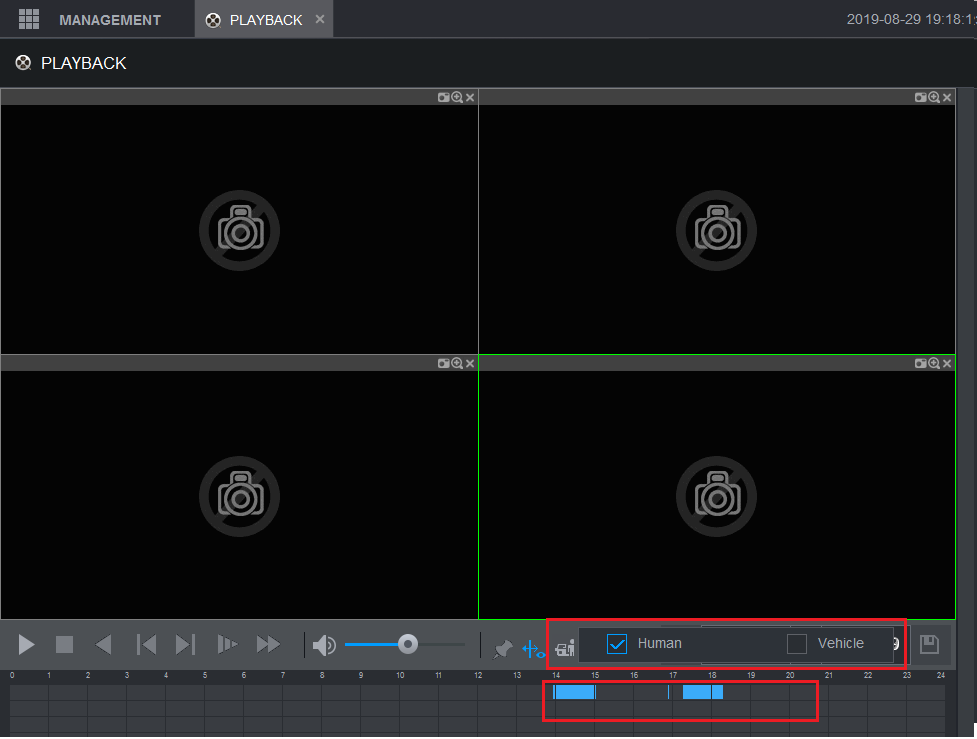 MANAGEMENT PLAYBACK 2019-08-29 19:18:1
PLAYBACK
Human Vehicle
0 1 2 3 4 5 6 7 8 9 10 11 12 13 14 15 16 17 18 19 20 21 22 23 24